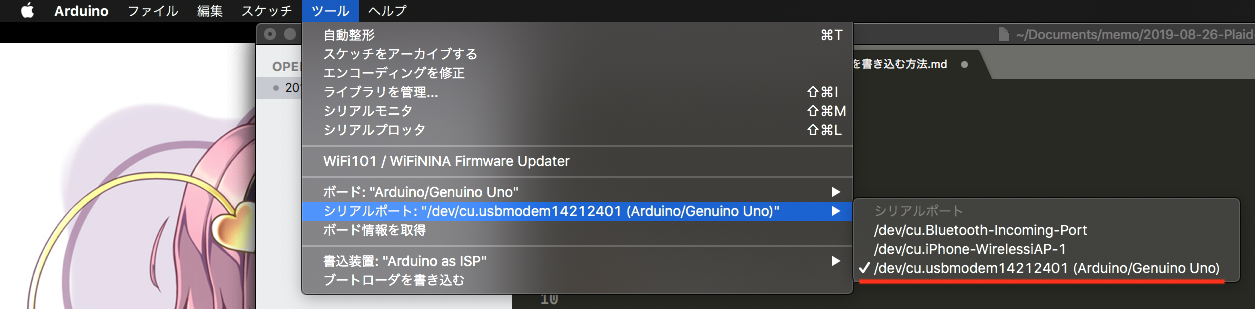 Arduino ファイル 編集 スケッチ ツール ヘルプ
~/Documents/memo/2019-08-26-Plaid
OPE
201
を書き込む方法.md
自動整形 ⌘T
スケッチをアーカイブする
エンコーディングを修正
ライブラリを管理... ⇧⌘I
シリアルモニタ ⇧⌘M
シリアルプロッタ ⇧⌘L
WiFi101 / WiFiNINA Firmware Updater
ボード: "Arduino/Genuino Uno"
シリアルポート: "/dev/cu.usbmodem14212401 (Arduino/Genuino Uno)"
ボード情報を取得
書込装置: "Arduino as ISP"
ブートローダを書き込む
シリアルポート
/dev/cu.Bluetooth-Incoming-Port
/dev/cu.iPhone-WirelessiAP-1
✓ /dev/cu.usbmodem14212401 (Arduino/Genuino Uno)
10